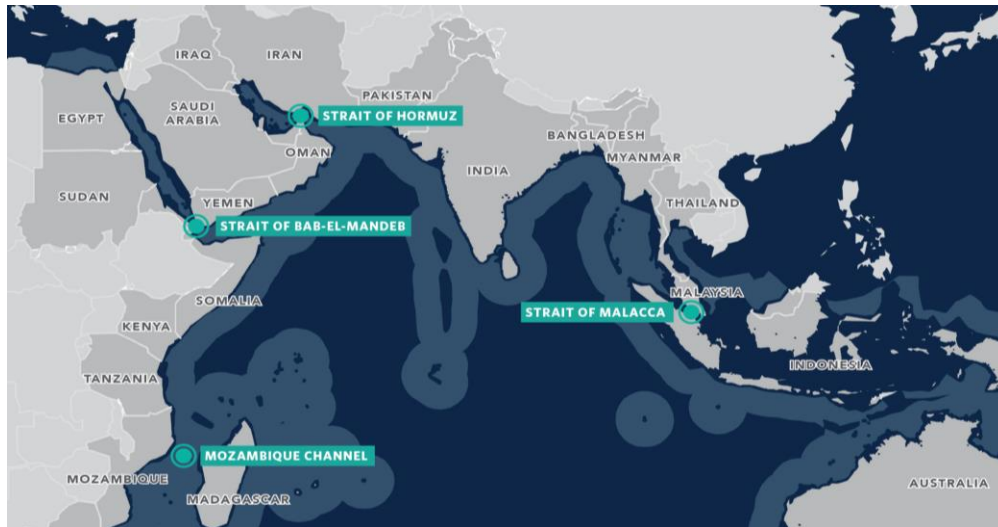 IRAQ
IRAN
PAKISTAN
EGYPT
SAUDI
ARABIA
STRAIT OF HORMUZ
OMAN
BANGLADESH
MYANMAR
INDIA
SUDAN
YEMEN
THAILAND
STRAIT OF BAB-EL-MANDEB
SOMALIA
MALAYSIA
STRAIT OF MALACCA
KENYA
INDONESIA
TANZANIA
MOZAMBIQUE CHANNEL
MOZAMBIQUE
MADAGASCAR
AUSTRALIA